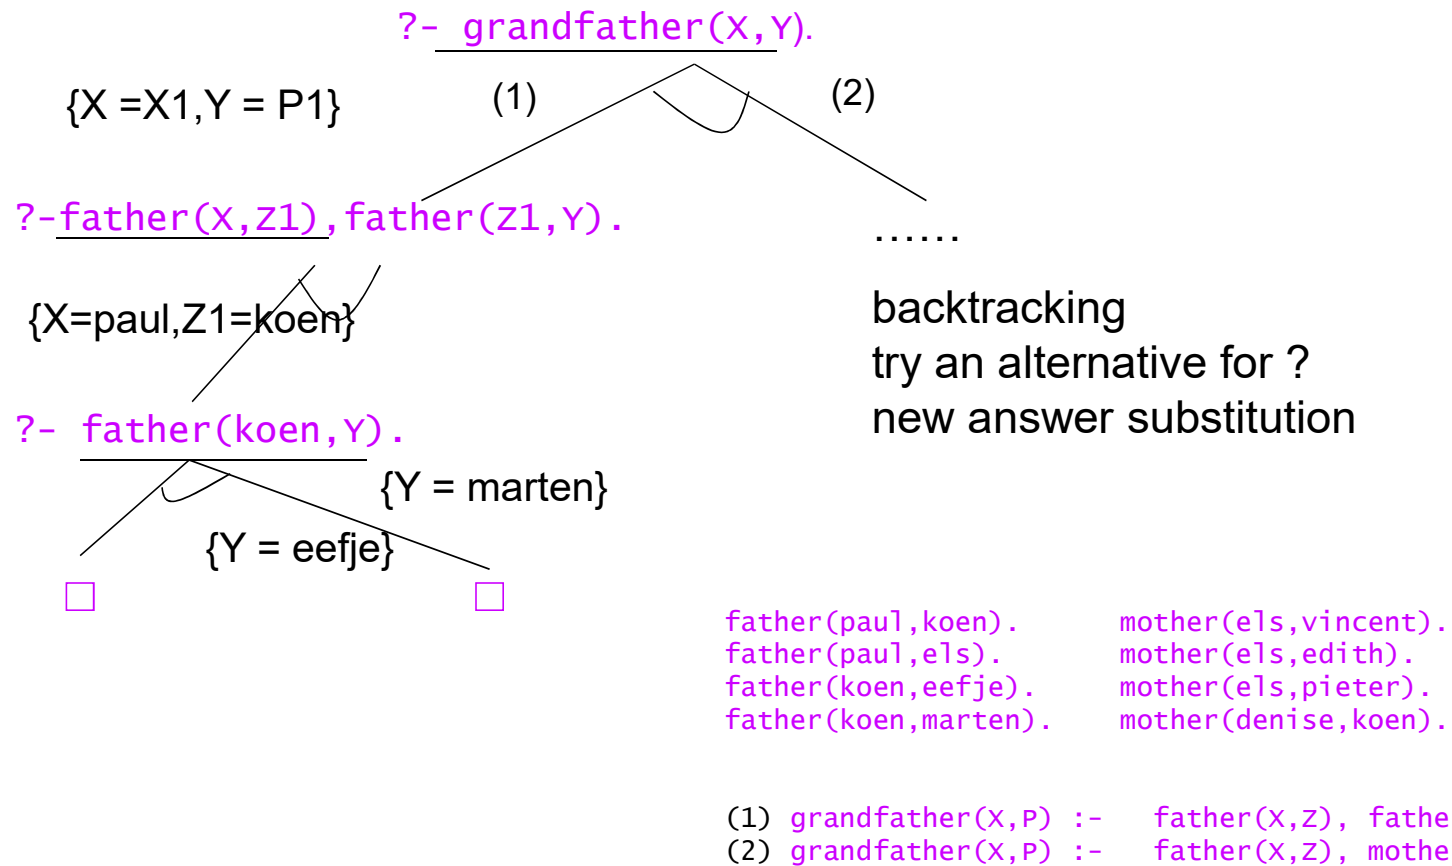 ?- grandfather(X,Y).
{X =X1,Y = P1}
(1)
(2)
?-father(X,Z1),father(Z1,Y).
{X=paul,Z1=koen}
?- father(koen,Y).
{Y = marten}
{Y = eefje}
□
□
……
backtracking
try an alternative for ?
new answer substitution
father(paul,koen). mother(els,vincent).
father(paul,els). mother(els,edith).
father(koen,eefje). mother(els,pieter).
father(koen,marten). mother(denise,koen).
(1) grandfather(X,P) :- father(X,Z), fathe
(2) grandfather(X,P) :- father(X,Z), mothe